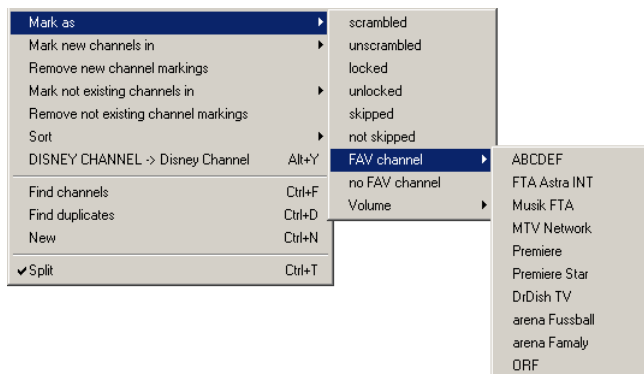 Mark as
Mark new channels in
Remove new channel markings
Mark not existing channels in
Remove not existing channel markings
Sort
DISNEY CHANNEL -> Disney Channel Alt+Y
Find channels Ctrl+F
Find duplicates Ctrl+D
New Ctrl+N
Split Ctrl+T
scrambled
unscrambled
locked
unlocked
skipped
not skipped
FAV channel
no FAV channel
Volume
ABCDEF
FTA Astra INT
Musik FTA
MTV Network
Premiere
Premiere Star
DrDish TV
arena Fussball
arena Famaly
ORF